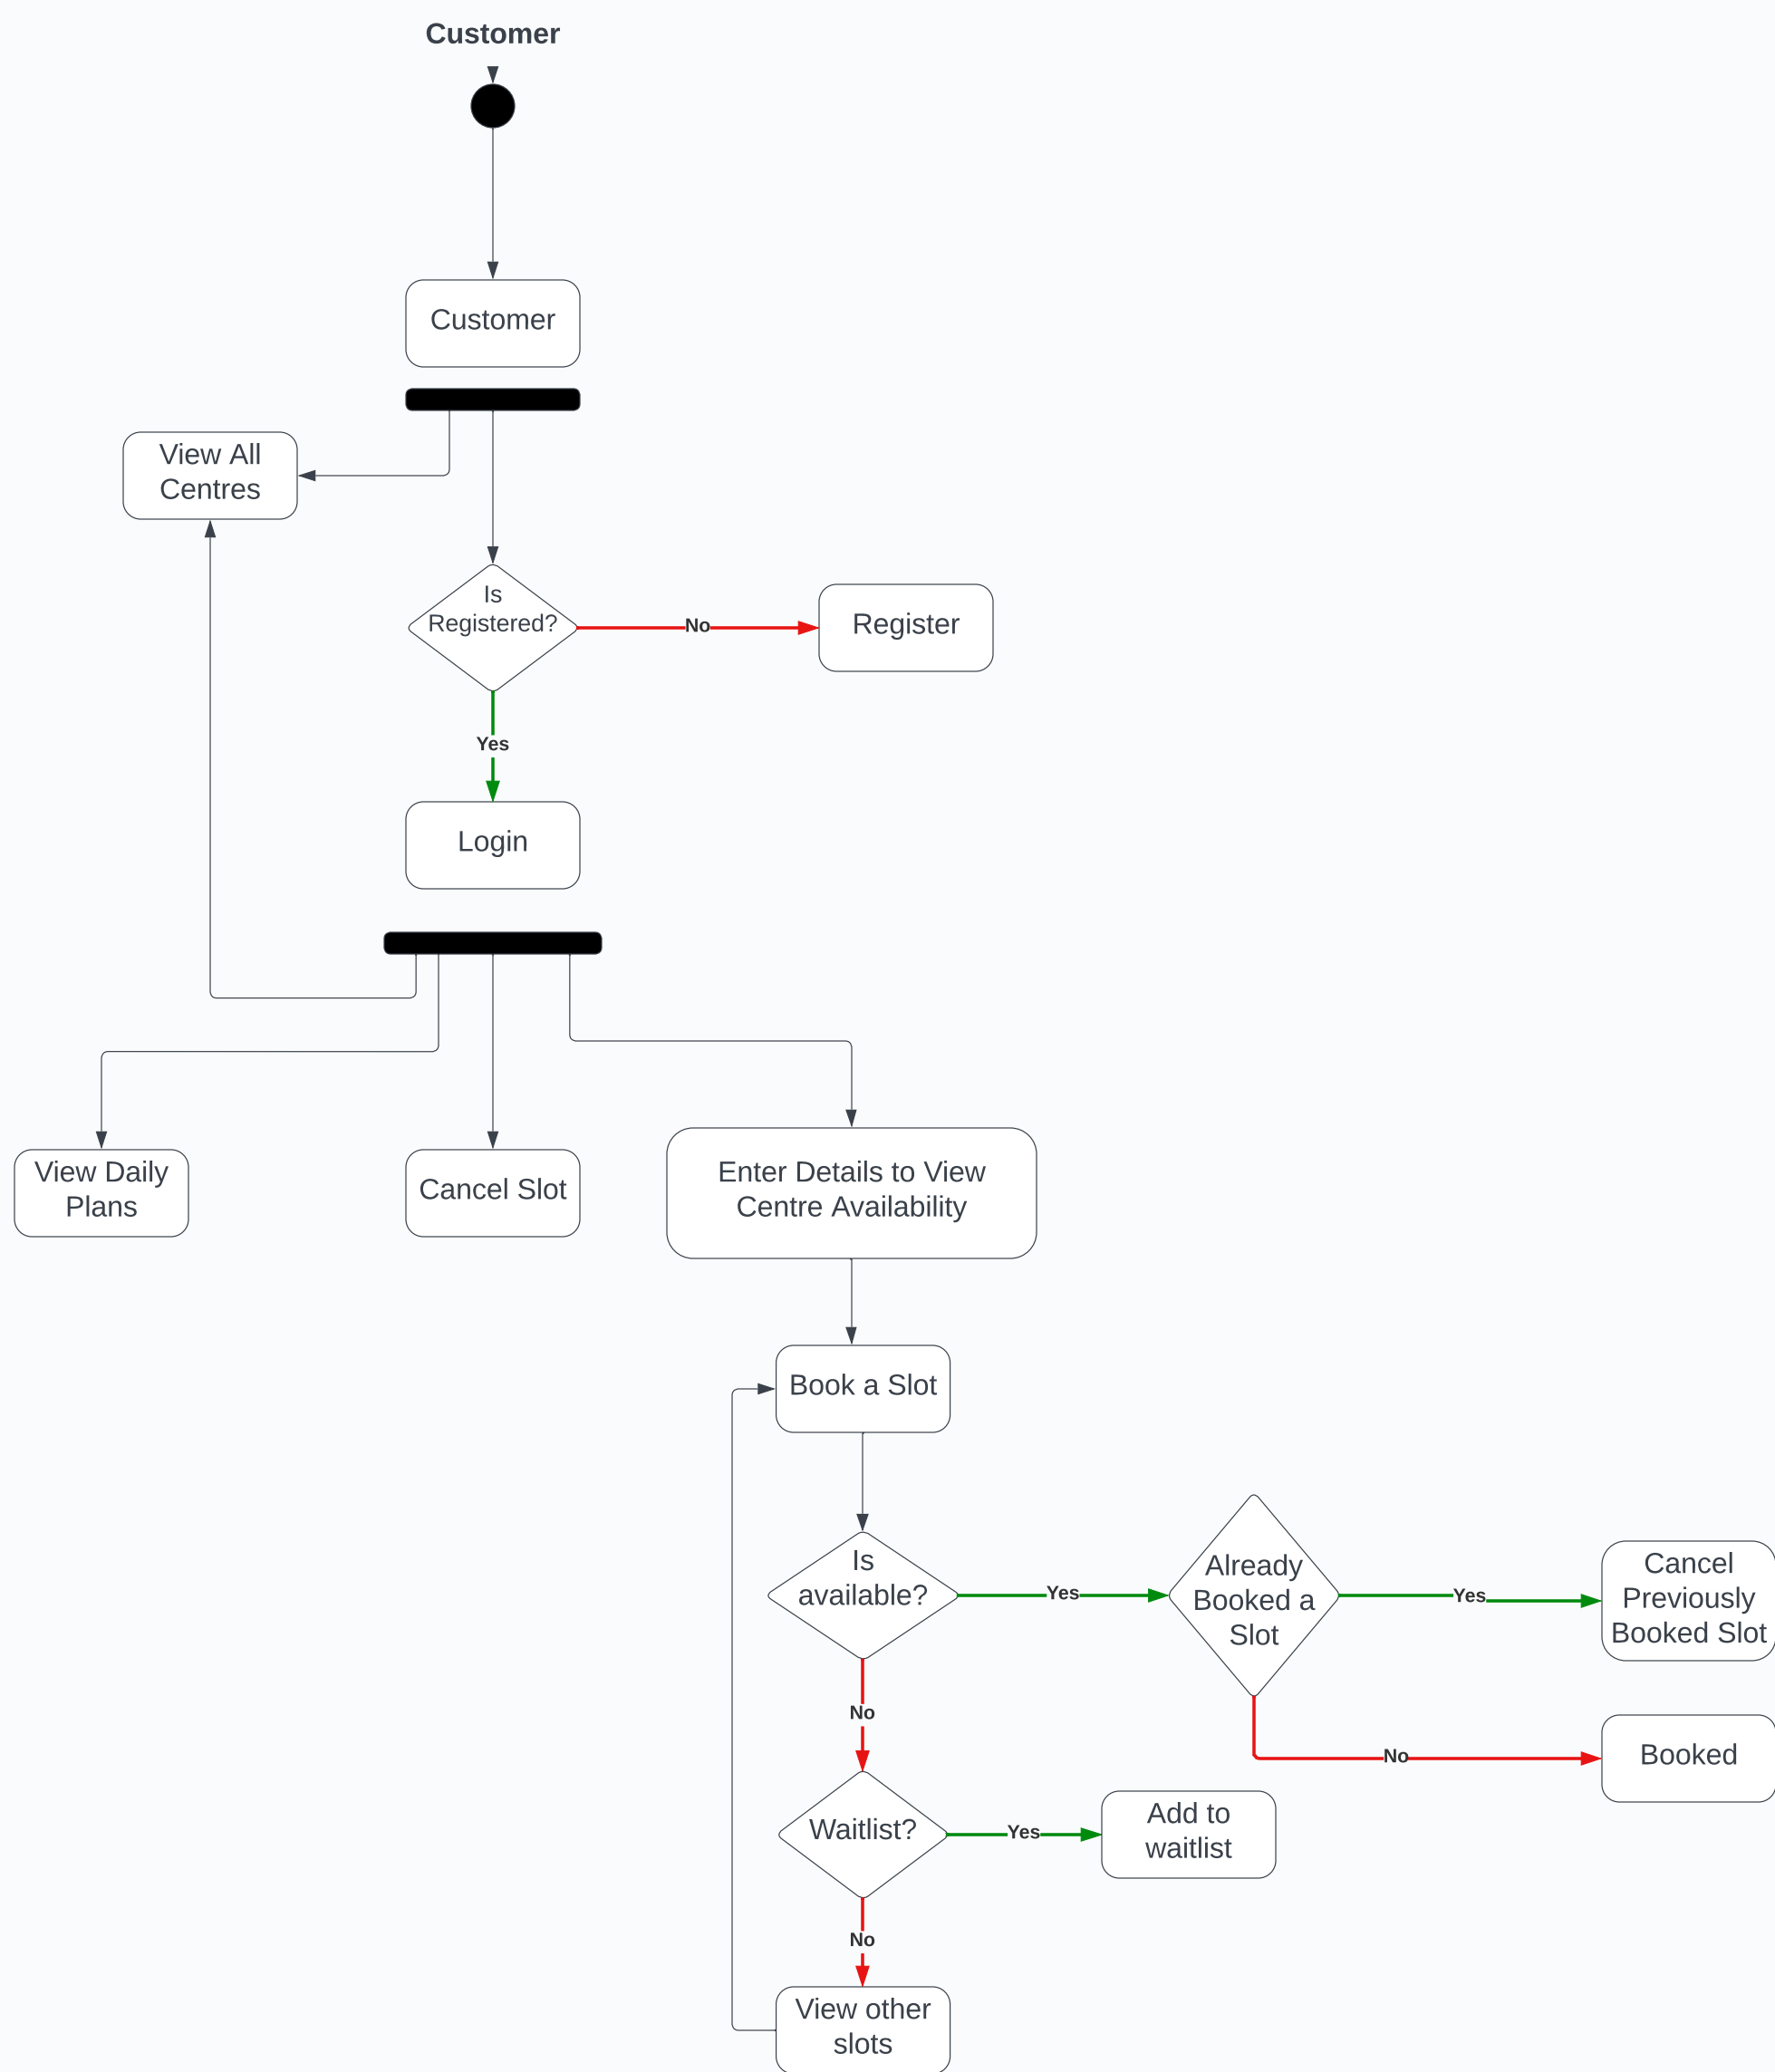 Customer
Customer
View All
Centres
Is
Registered?
No
Register
Yes
Login
View Daily
Plans
Cancel Slot
Enter Details to View
Centre Availability
Book a Slot
Is
available?
Yes
Already
Booked a
Slot
Yes
Cancel
Previously
Booked Slot
No
No
Booked
Waitlist?
Yes
Add to
waitlist
No
View other
slots